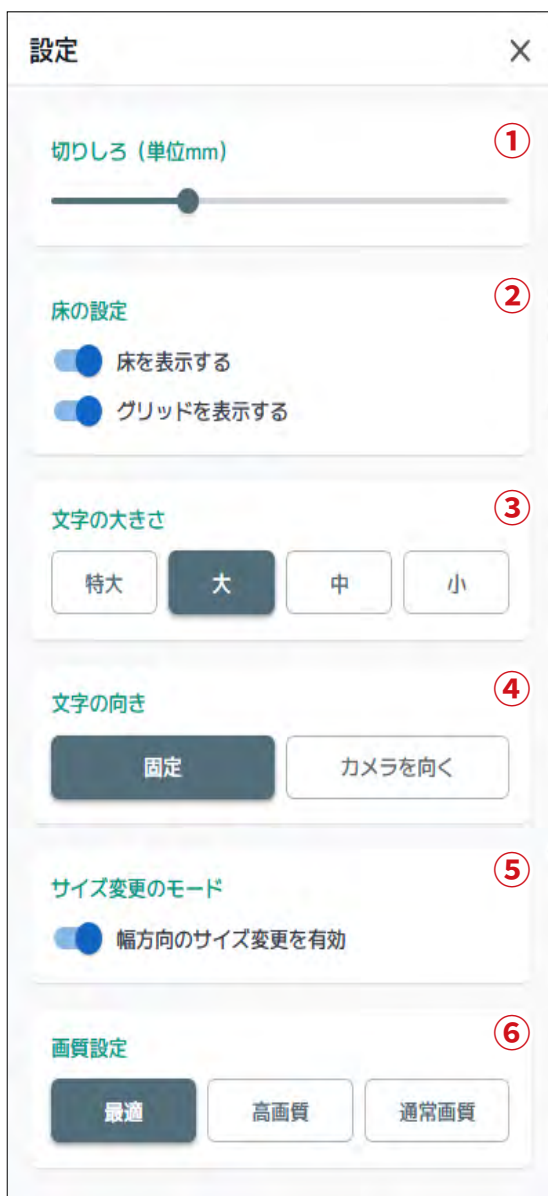 設定
切りしろ（単位mm） ①
床の設定 ②
床を表示する
グリッドを表示する
文字の大きさ ③
特大 大 中 小
文字の向き ④
固定 カメラを向く
サイズ変更のモード ⑤
幅方向のサイズ変更を有効
画質設定 ⑥
最適 高画質 通常画質